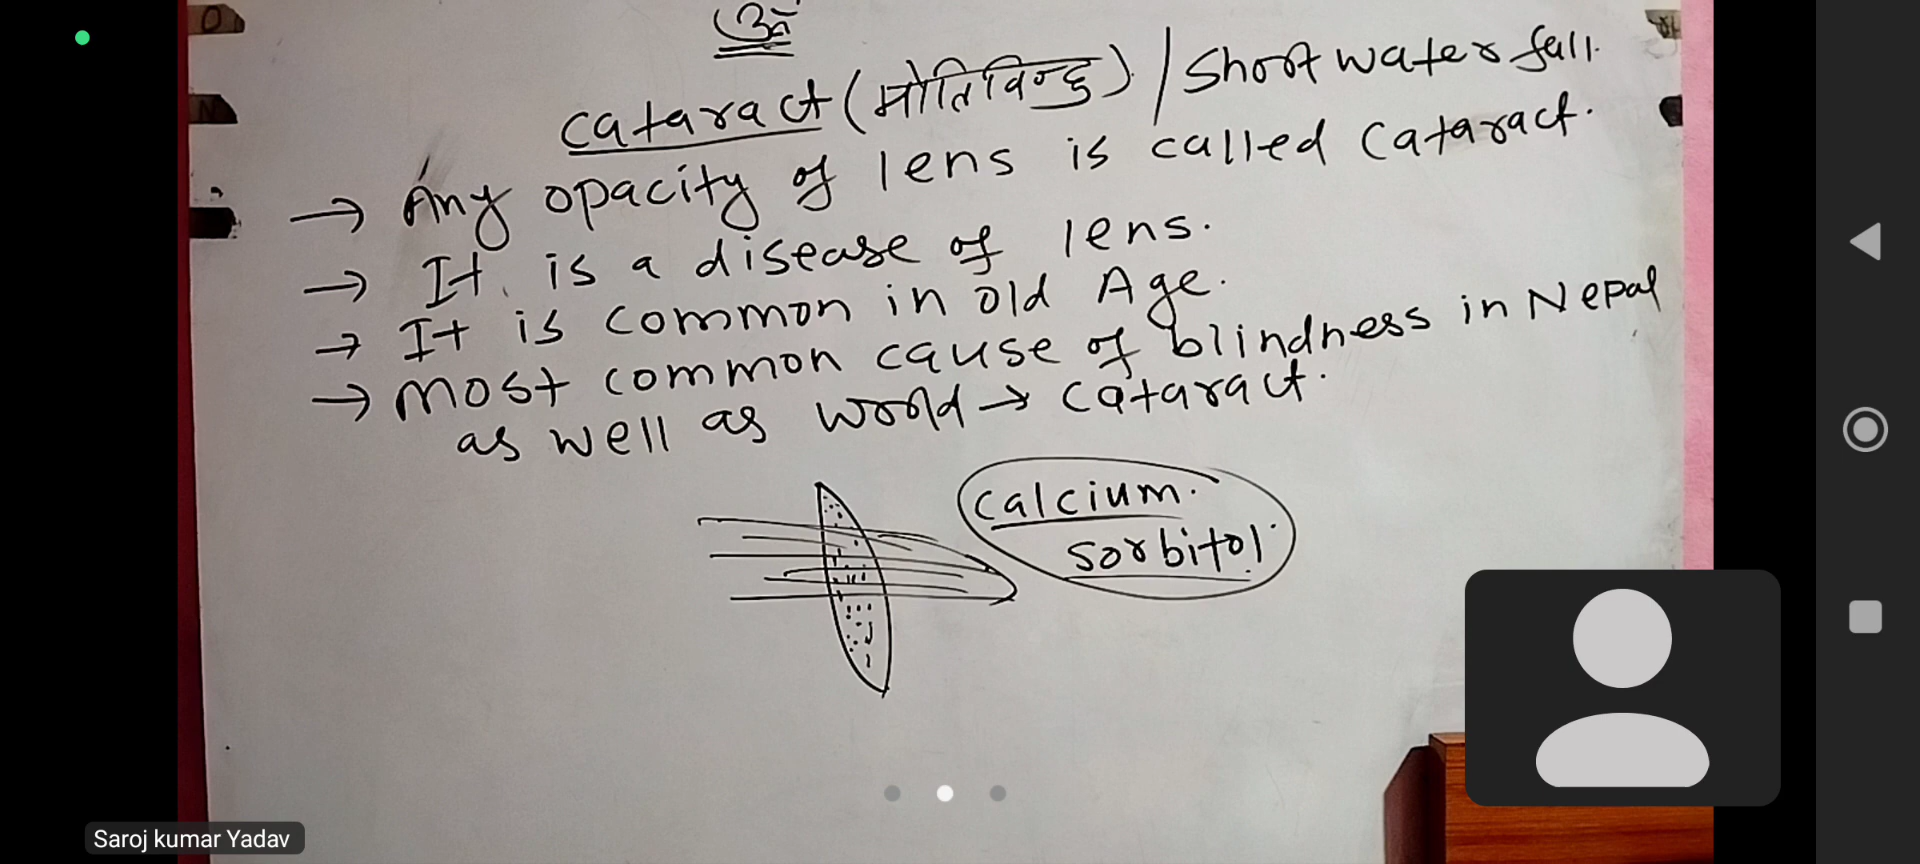 ॐ
Cataract (मोतिविन्दु) / Short water fall.
→ Any opacity of lens is called Cataract.
→ It is a disease of lens.
→ It is common in old Age.
→ Most common cause of blindness in Nepal
as well as world → Cataract.
Calcium.
Sorbitol.
Saroj kumar Yadav